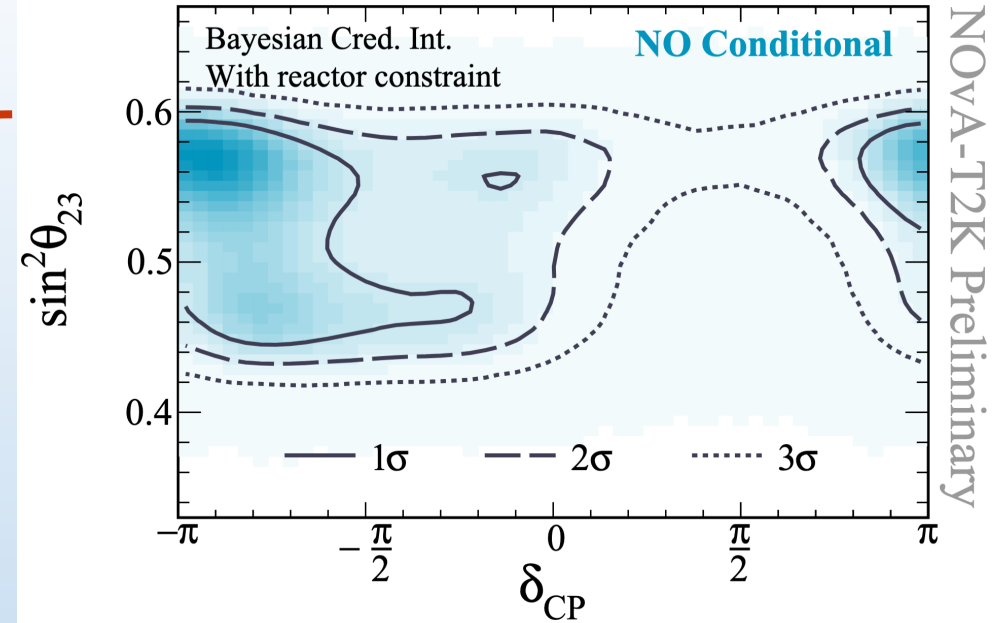 Bayesian Cred. Int.
With reactor constraint
NO Conditional
NOvA-T2K Preliminary
sin²θ₂₃
0.6
0.5
0.4
1σ
2σ
3σ
−π
− π/2
0
π/2
π
δCP